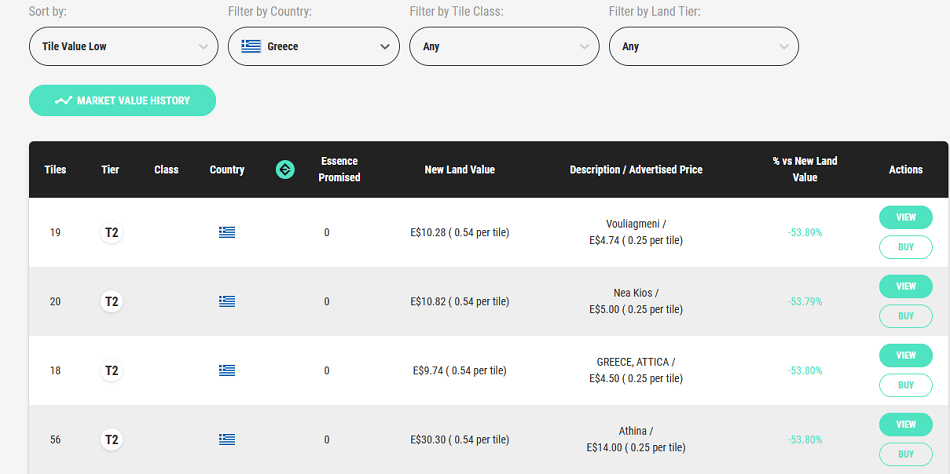 Sort by: Filter by Country: Filter by Tile Class: Filter by Land Tier:
Tile Value Low Greece Any Any
MARKET VALUE HISTORY
Tiles Tier Class Country Essence Promised New Land Value Description / Advertised Price % vs New Land Value Actions
19 T2 0 E$10.28 ( 0.54 per tile) Vouliagmeni / E$4.74 ( 0.25 per tile) -53.89% VIEW
BUY
20 T2 0 E$10.82 ( 0.54 per tile) Nea Kios / E$5.00 ( 0.25 per tile) -53.79% VIEW
BUY
18 T2 0 E$9.74 ( 0.54 per tile) GREECE, ATTICA / E$4.50 ( 0.25 per tile) -53.80% VIEW
BUY
56 T2 0 E$30.30 ( 0.54 per tile) Athina / E$14.00 ( 0.25 per tile) -53.80% VIEW
BUY